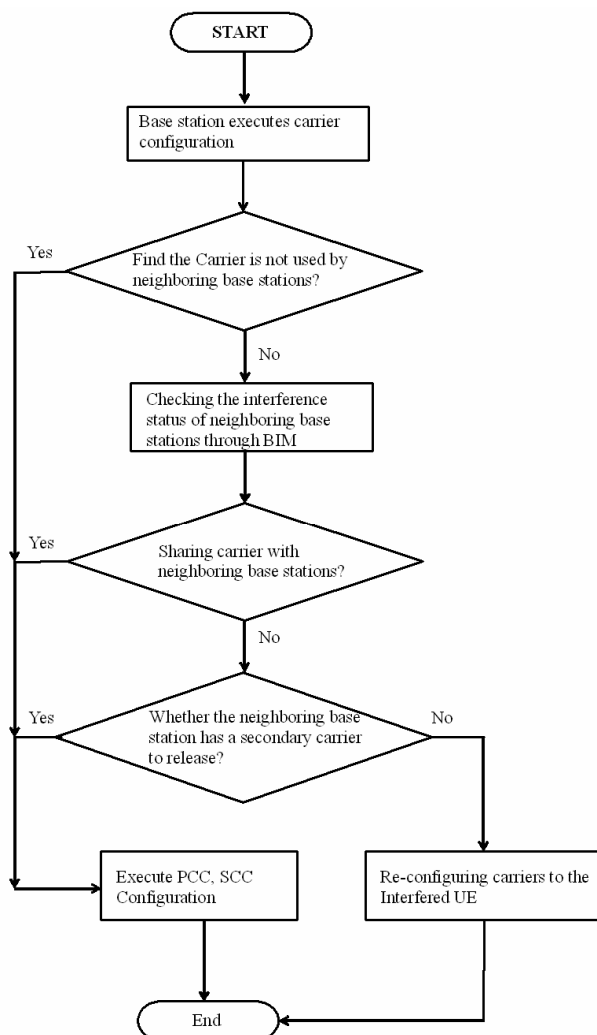 START
Base station executes carrier
configuration
Yes
Find the Carrier is not used by
neighboring base stations?
No
Checking the interference
status of neighboring base
stations through BIM
Yes
Sharing carrier with
neighboring base stations?
No
Yes
Whether the neighboring base
station has a secondary carrier
to release?
No
Execute PCC, SCC
Configuration
Re-configuring carriers to the
Interfered UE
End